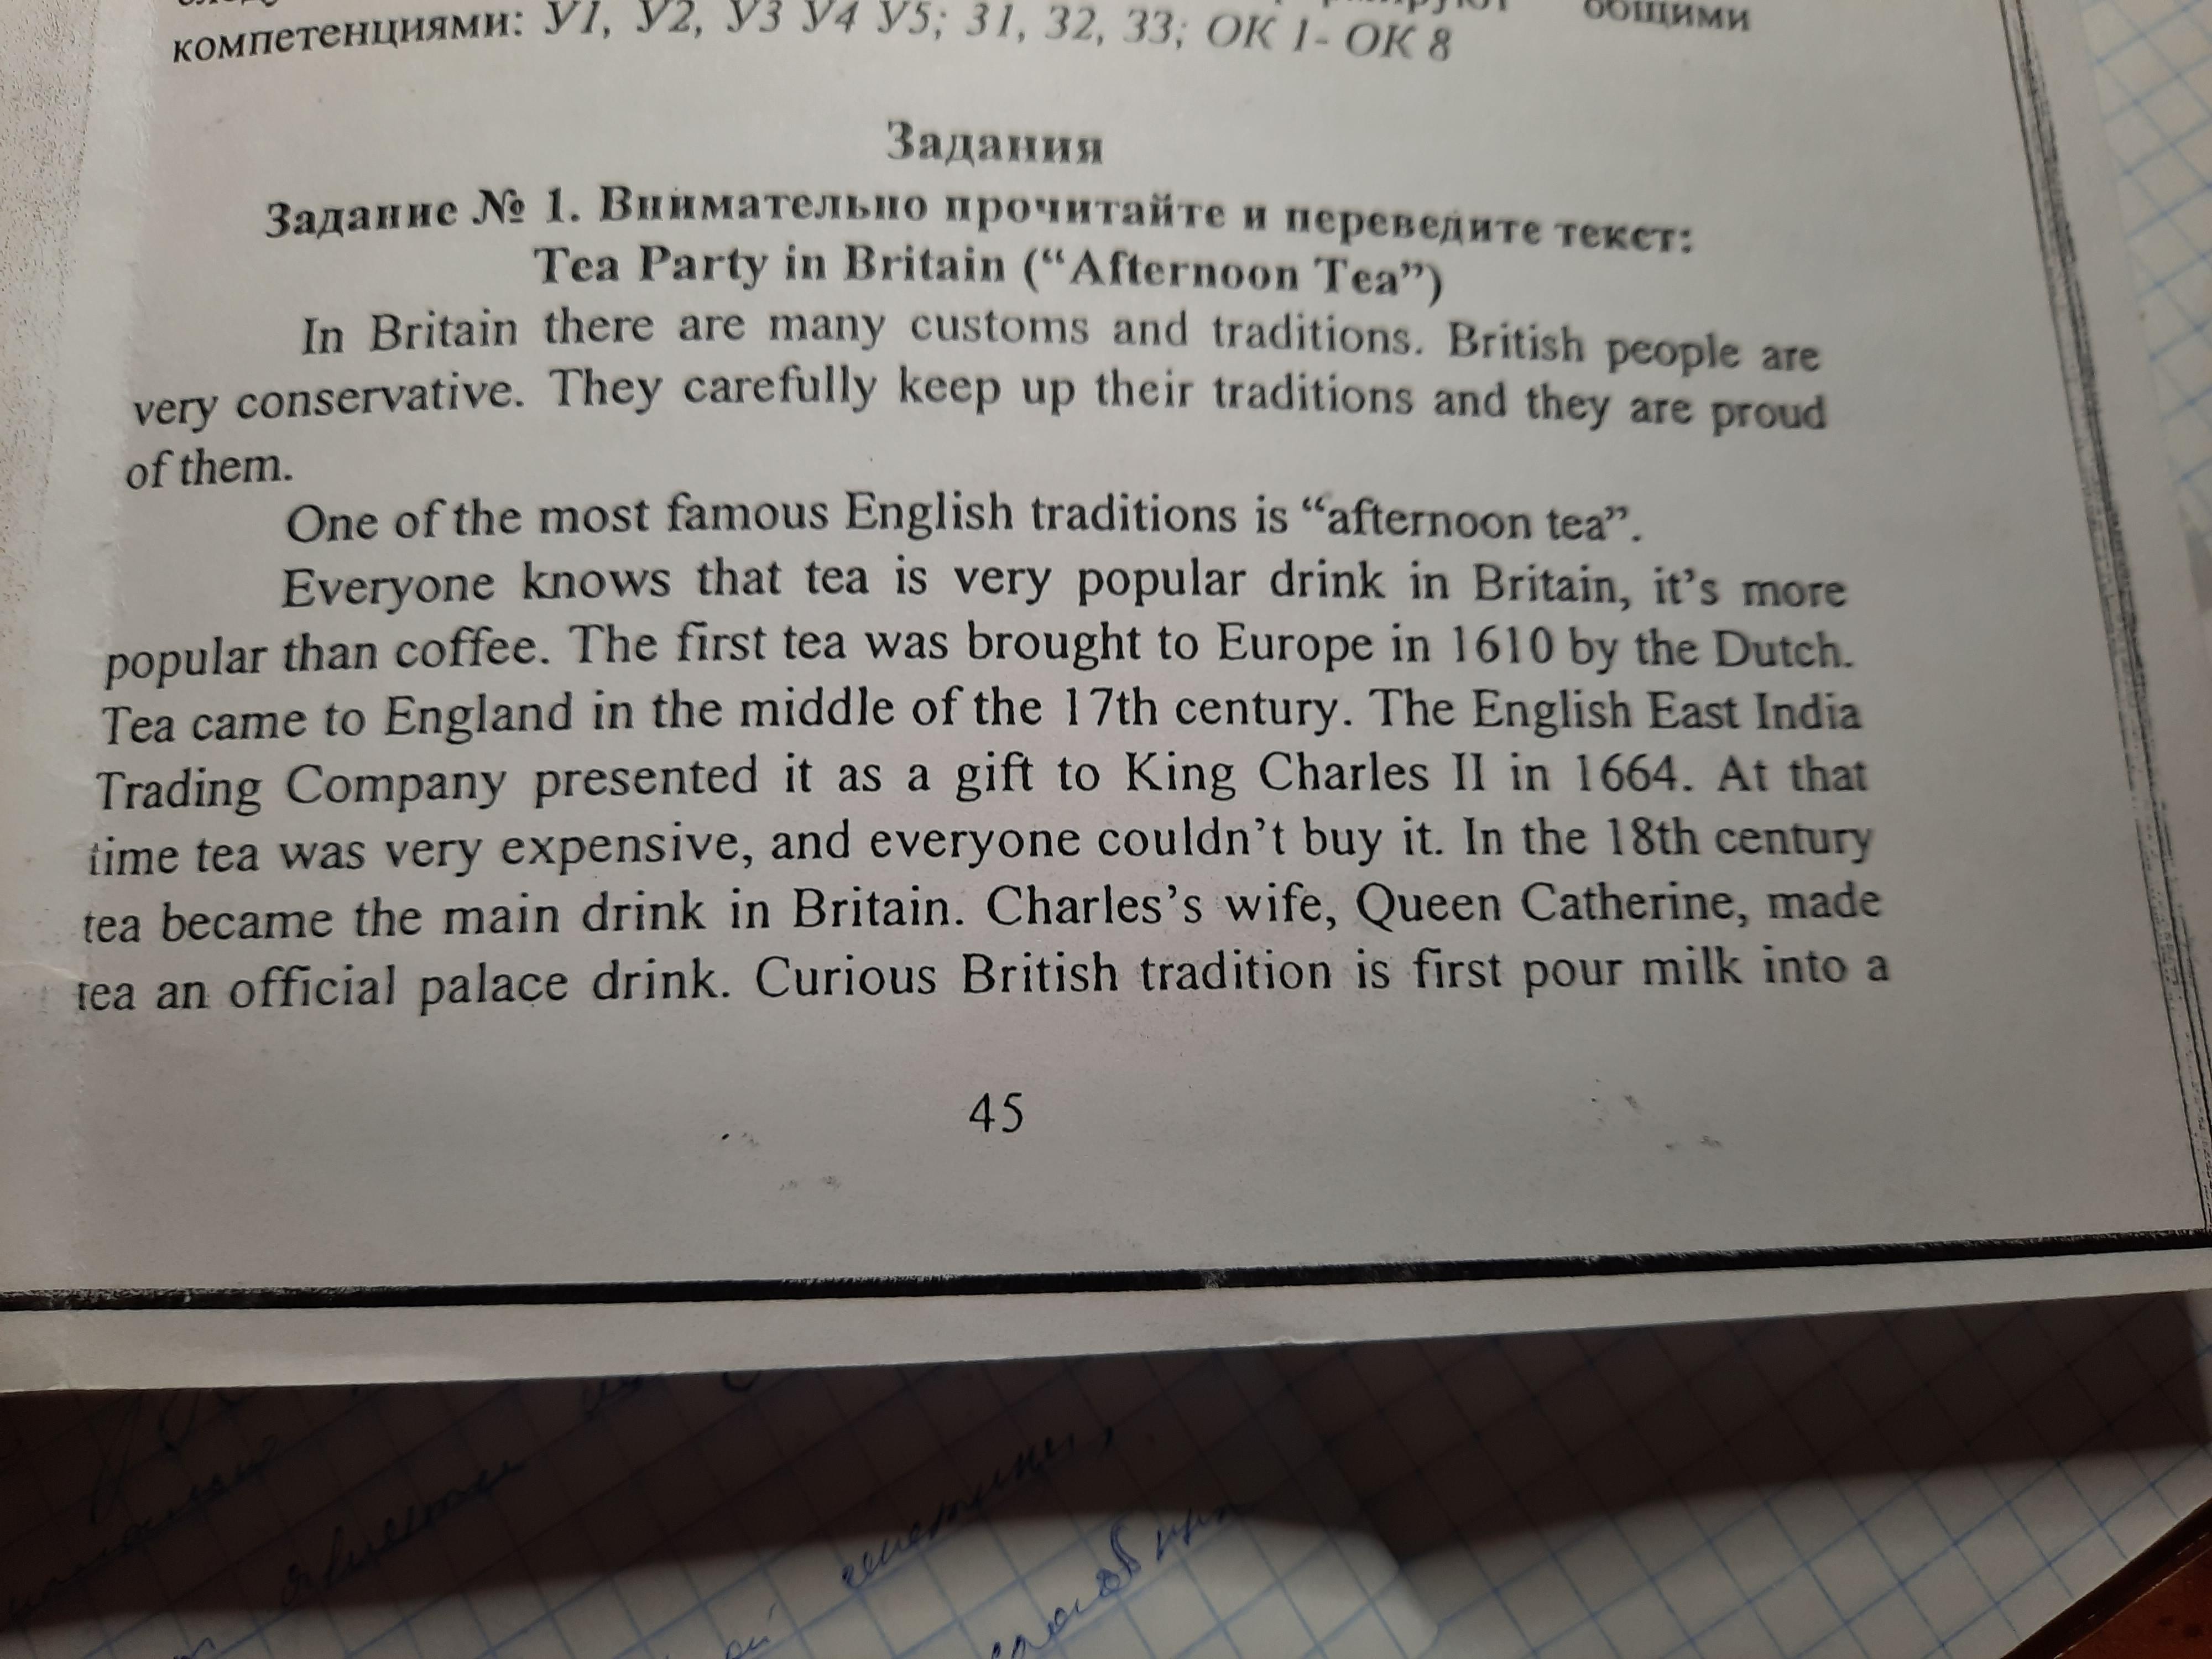 общими
компетенциями: У1, У2, У3 У4 У5; З1, З2, З3; ОК 1- ОК 8
Задания
Задание № 1. Внимательно прочитайте и переведите текст:
Tea Party in Britain (“Afternoon Tea”)
In Britain there are many customs and traditions. British people are
very conservative. They carefully keep up their traditions and they are proud
of them.
One of the most famous English traditions is “afternoon tea”.
Everyone knows that tea is very popular drink in Britain, it’s more
popular than coffee. The first tea was brought to Europe in 1610 by the Dutch.
Tea came to England in the middle of the 17th century. The English East India
Trading Company presented it as a gift to King Charles II in 1664. At that
time tea was very expensive, and everyone couldn’t buy it. In the 18th century
tea became the main drink in Britain. Charles’s wife, Queen Catherine, made
tea an official palace drink. Curious British tradition is first pour milk into a
45